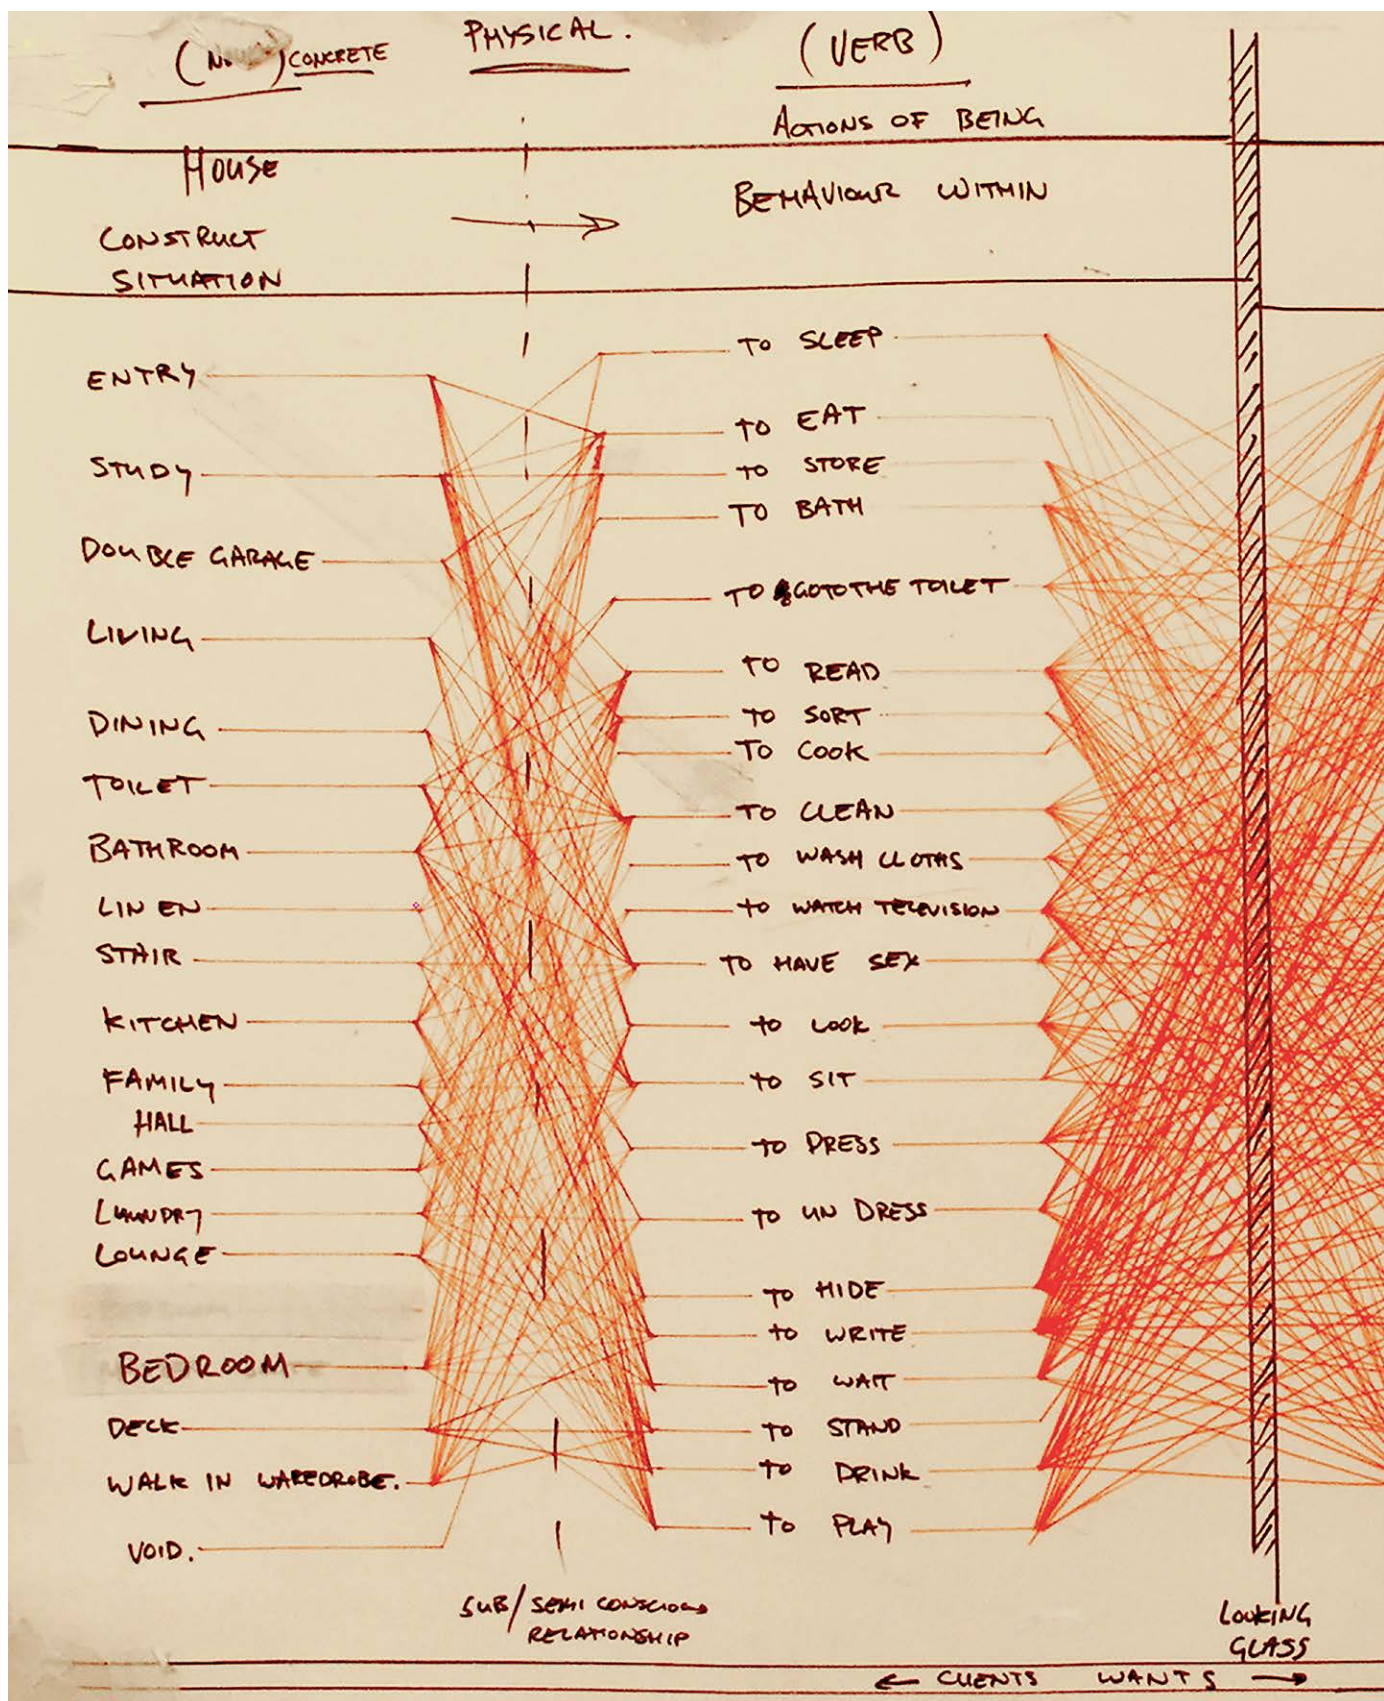 CONCRETE
PHYSICAL.
(VERB)
ACTIONS OF BEING
HOUSE
CONSTRUCT
SITUATION
BEHAVIOUR WITHIN
ENTRY
STUDY
DOUBLE GARAGE
LIVING
DINING
TOILET
BATHROOM
LINEN
STAIR
KITCHEN
FAMILY
HALL
GAMES
LAUNDRY
LOUNGE
BEDROOM
DECK
WALK IN WAREDROBE.
VOID.
TO SLEEP
TO EAT
TO STORE
TO BATH
TO GO TO THE TOILET
TO READ
TO SORT
TO COOK
TO CLEAN
TO WASH CLOTHS
TO WATCH TELEVISION
TO HAVE SEX
TO LOOK
TO SIT
TO DRESS
TO UN DRESS
TO HIDE
TO WRITE
TO WAIT
TO STAND
TO DRINK
TO PLAY
SUB/SEMI CONSCIOUS
RELATIONSHIP
LOOKING
GLASS
← CLIENTS WANTS →